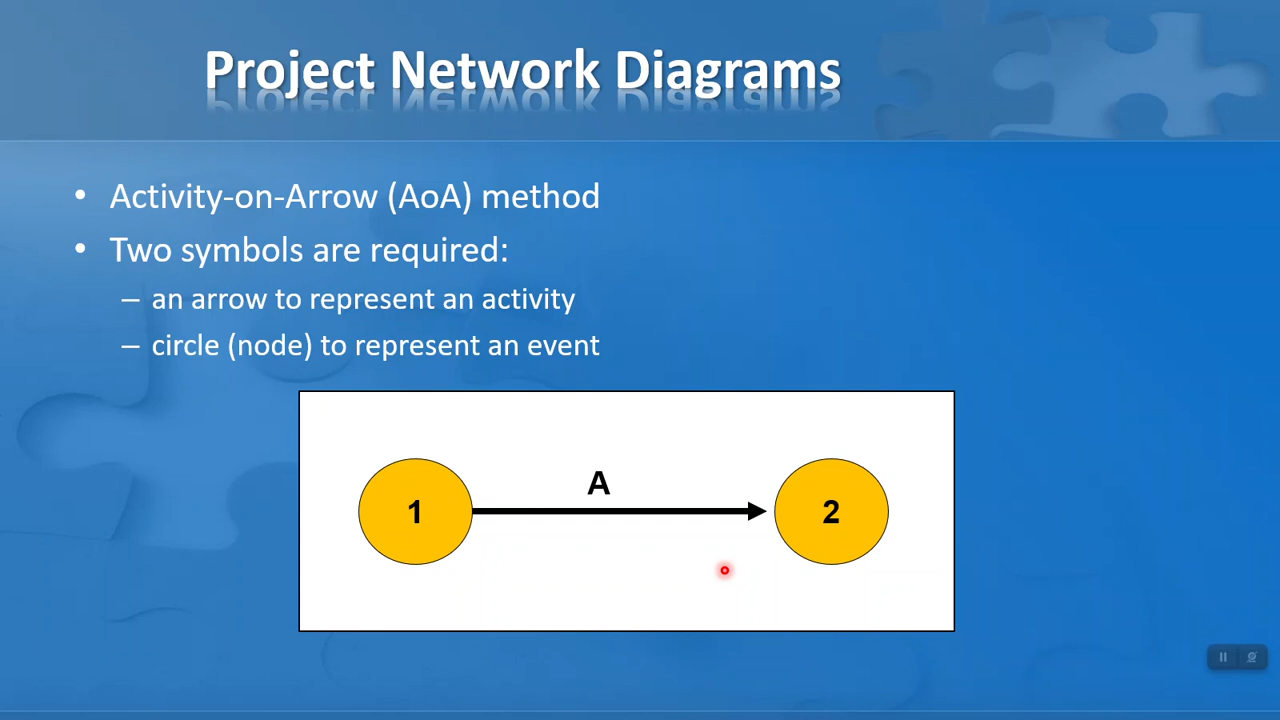 Project Network Diagrams
• Activity-on-Arrow (AoA) method
• Two symbols are required:
– an arrow to represent an activity
– circle (node) to represent an event
A
1 2